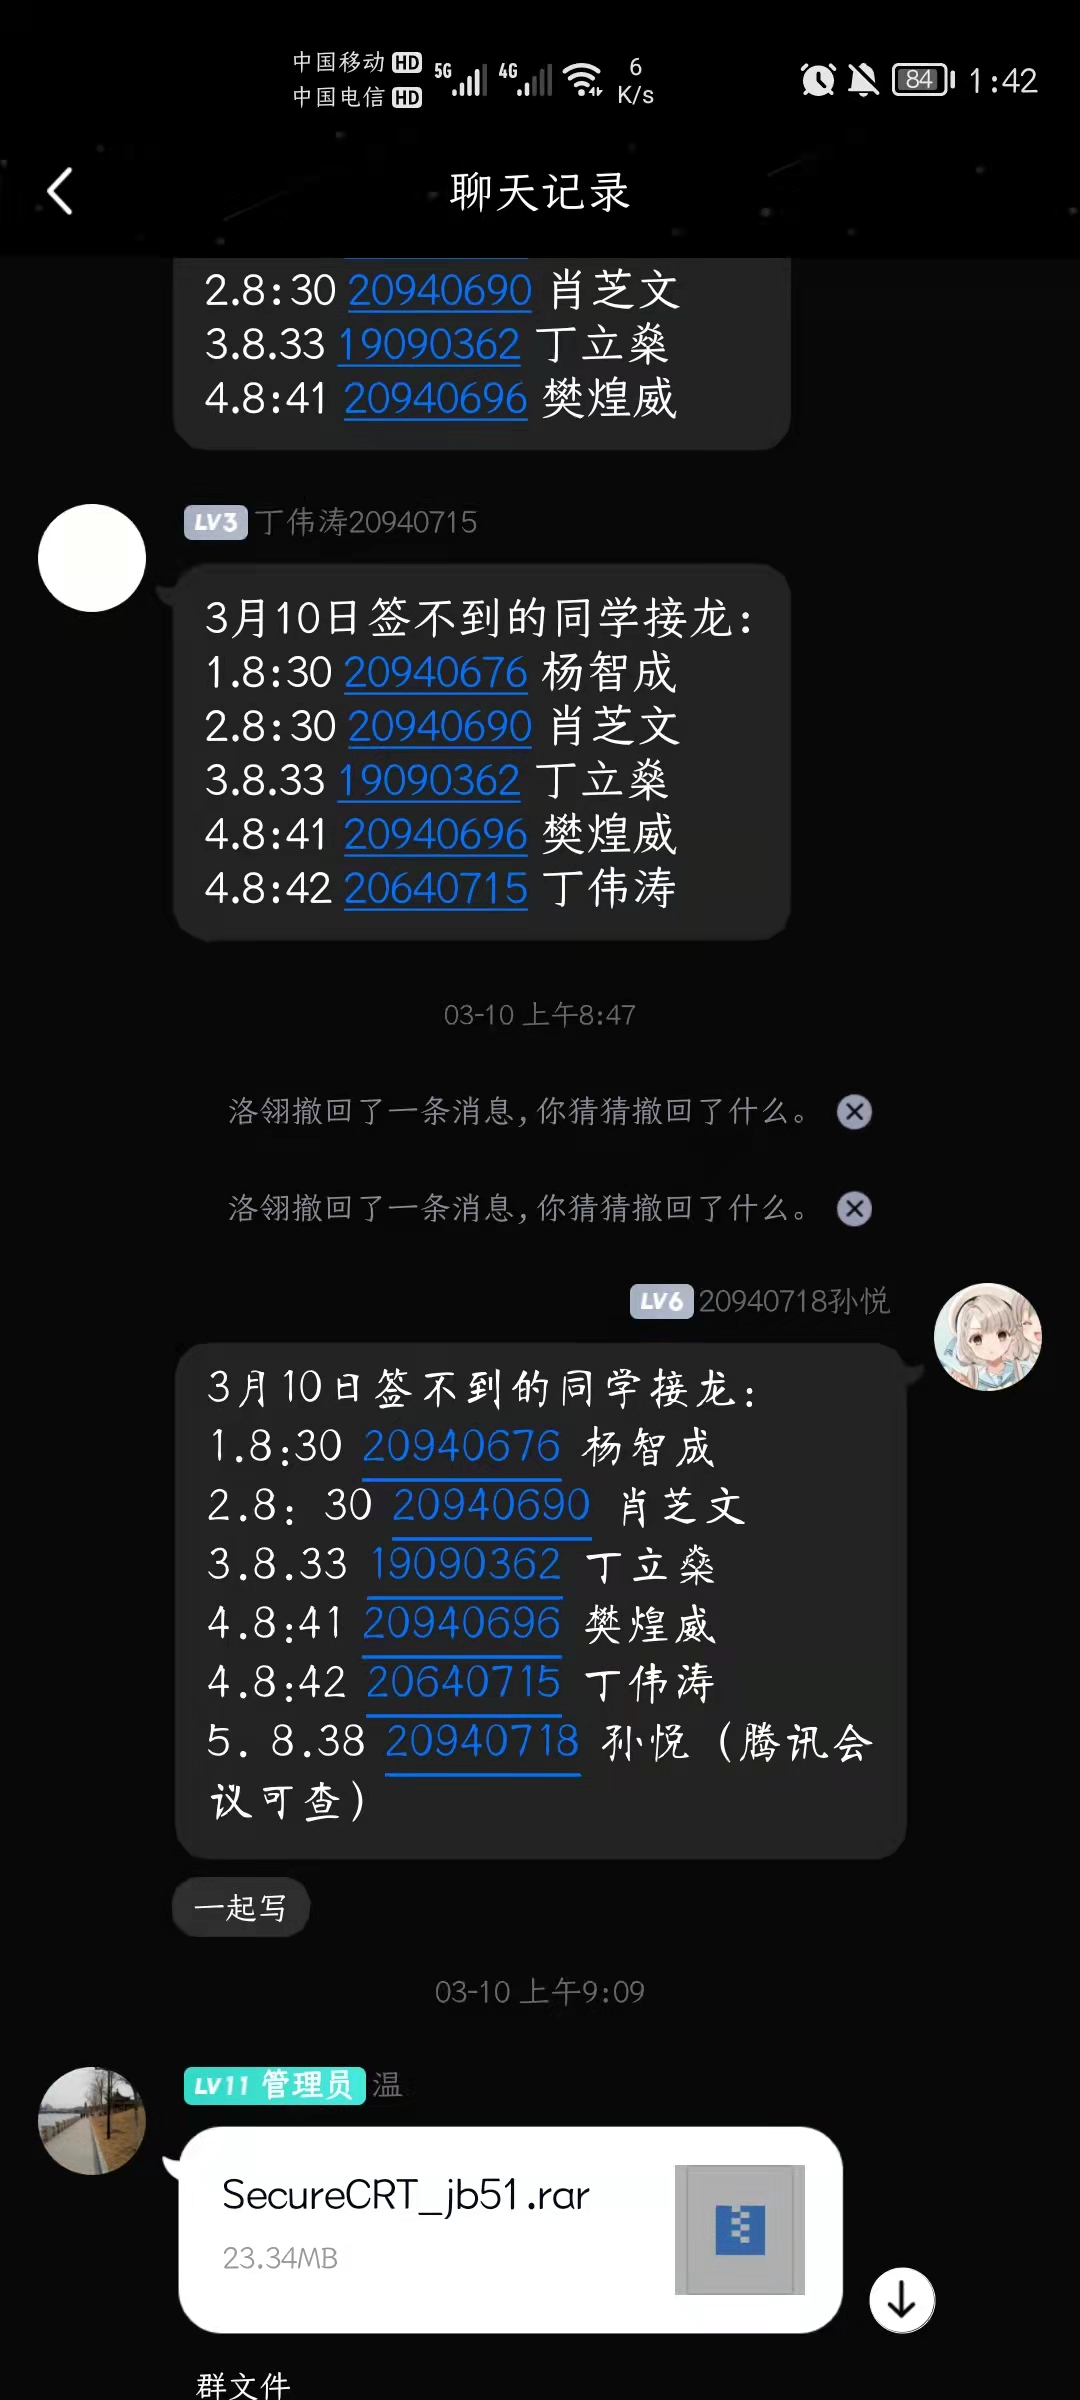 中国移动 HD 5G 4G 6 K/s 84 1:42
中国电信 HD
聊天记录
2.8:30 20940690 肖芝文
3.8.33 19090362 丁立燊
4.8:41 20940696 樊煌威
LV3 丁伟涛20940715
3月10日签不到的同学接龙:
1.8:30 20940676 杨智成
2.8:30 20940690 肖芝文
3.8.33 19090362 丁立燊
4.8:41 20940696 樊煌威
4.8:42 20640715 丁伟涛
03-10 上午8:47
洛翎撤回了一条消息,你猜猜撤回了什么。
洛翎撤回了一条消息,你猜猜撤回了什么。
LV6 20940718孙悦
3月10日签不到的同学接龙:
1.8:30 20940676 杨智成
2.8: 30 20940690 肖芝文
3.8.33 19090362 丁立燊
4.8:41 20940696 樊煌威
4.8:42 20640715 丁伟涛
5. 8.38 20940718 孙悦（腾讯会
议可查）
一起写
03-10 上午9:09
LV11 管理员 温
SecureCRT_jb51.rar
23.34MB
群文件